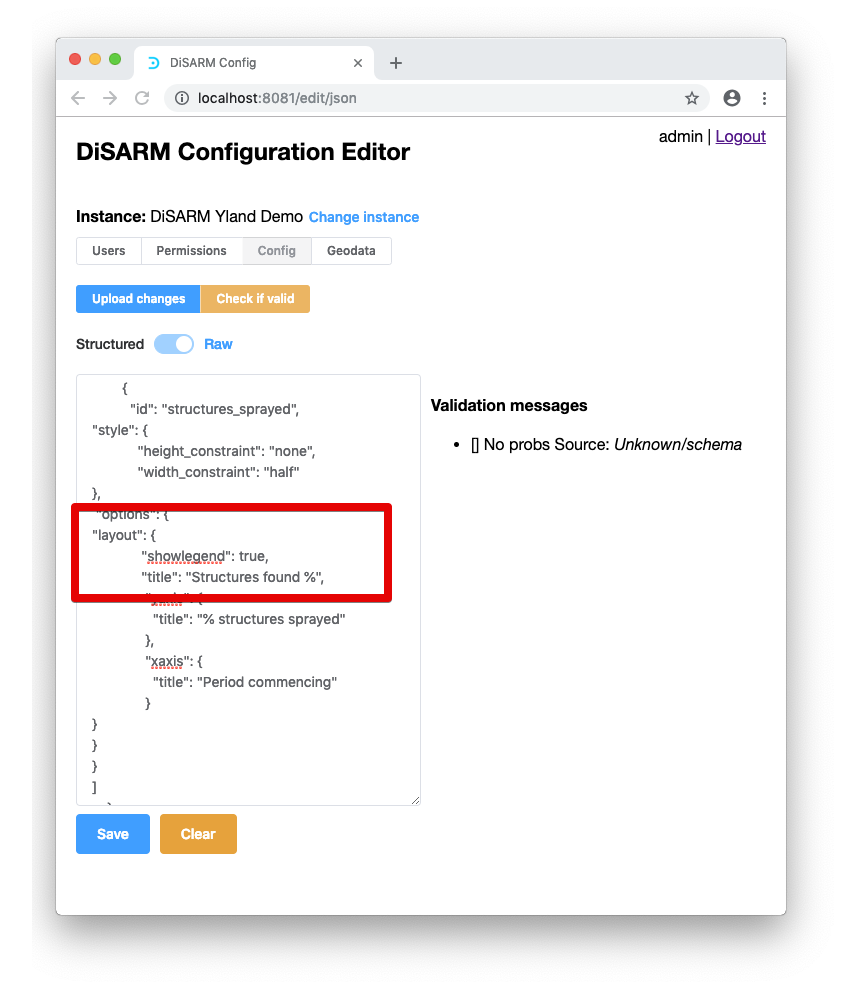 DiSARM Config
localhost:8081/edit/json
admin | Logout
DiSARM Configuration Editor
Instance: DiSARM Yland Demo Change instance
Users Permissions Config Geodata
Upload changes Check if valid
Structured Raw
{
"id": "structures_sprayed",
"style": {
"height_constraint": "none",
"width_constraint": "half"
},
"options": {
"layout": {
"showlegend": true,
"title": "Structures found %",
"title": "% structures sprayed"
},
"xaxis": {
"title": "Period commencing"
}
}
}
}
]
Validation messages
• [] No probs Source: Unknown/schema
Save Clear